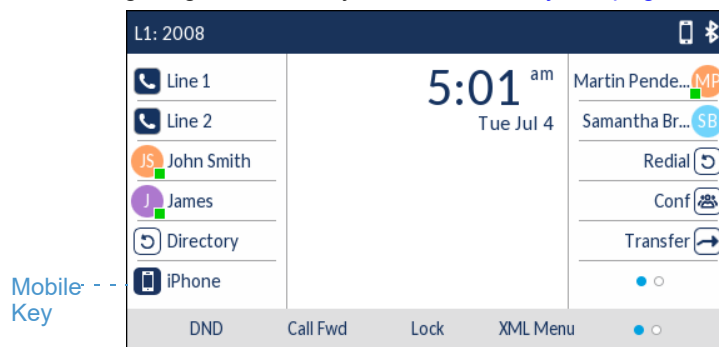 L1: 2008
Line 1
Line 2
JS John Smith
J James
Directory
iPhone
5:01 am
Tue Jul 4
Martin Pende... MP
Samantha Br... SB
Redial
Conf
Transfer
DND Call Fwd Lock XML Menu
Mobile
Key